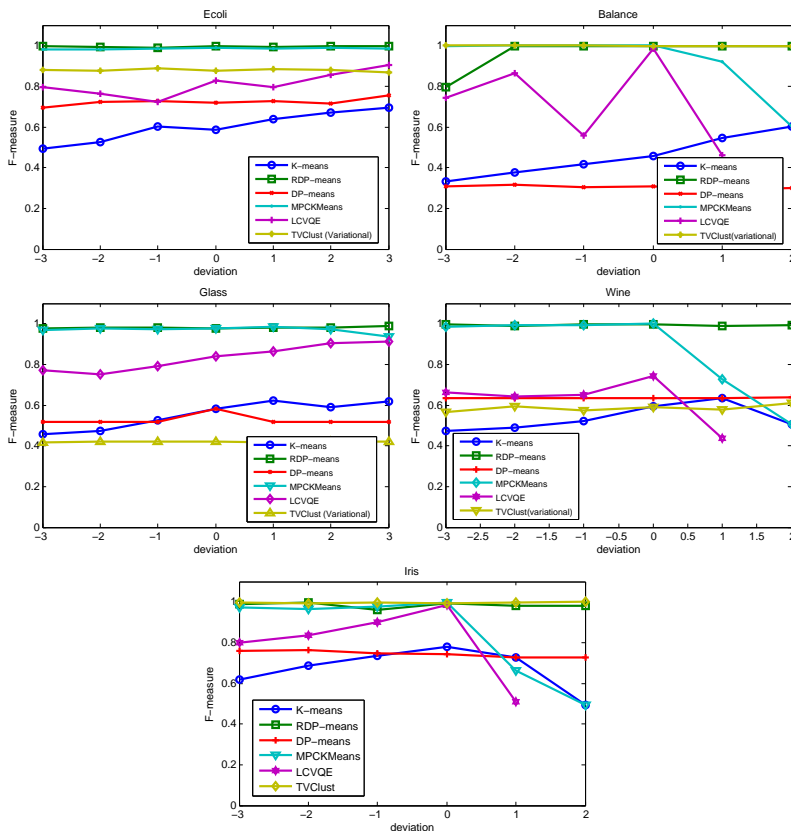 Ecoli
1
0.8
0.6
0.4
0.2
0
F−measure
−3
−2
−1
0
1
2
3
deviation
K−means
RDP−means
DP−means
MPCKMeans
LCVQE
TVClust (Variational)
Balance
1
0.8
0.6
0.4
0.2
0
F−measure
−3
−2
−1
0
1
2
deviation
K−means
RDP−means
DP−means
MPCKMeans
LCVQE
TVClust(variational)
Glass
1
0.8
0.6
0.4
0.2
0
F−measure
−3
−2
−1
0
1
2
3
deviation
K−means
RDP−means
DP−means
MPCKMeans
LCVQE
TVClust (Variational)
Wine
1
0.8
0.6
0.4
0.2
0
F−measure
−3
−2.5
−2
−1.5
−1
−0.5
0
0.5
1
1.5
2
deviation
K−means
RDP−means
DP−means
MPCKMeans
LCVQE
TVClust(variational)
Iris
1
0.8
0.6
0.4
0.2
0
F−measure
−3
−2
−1
0
1
2
deviation
K−means
RDP−means
DP−means
MPCKMeans
LCVQE
TVClust